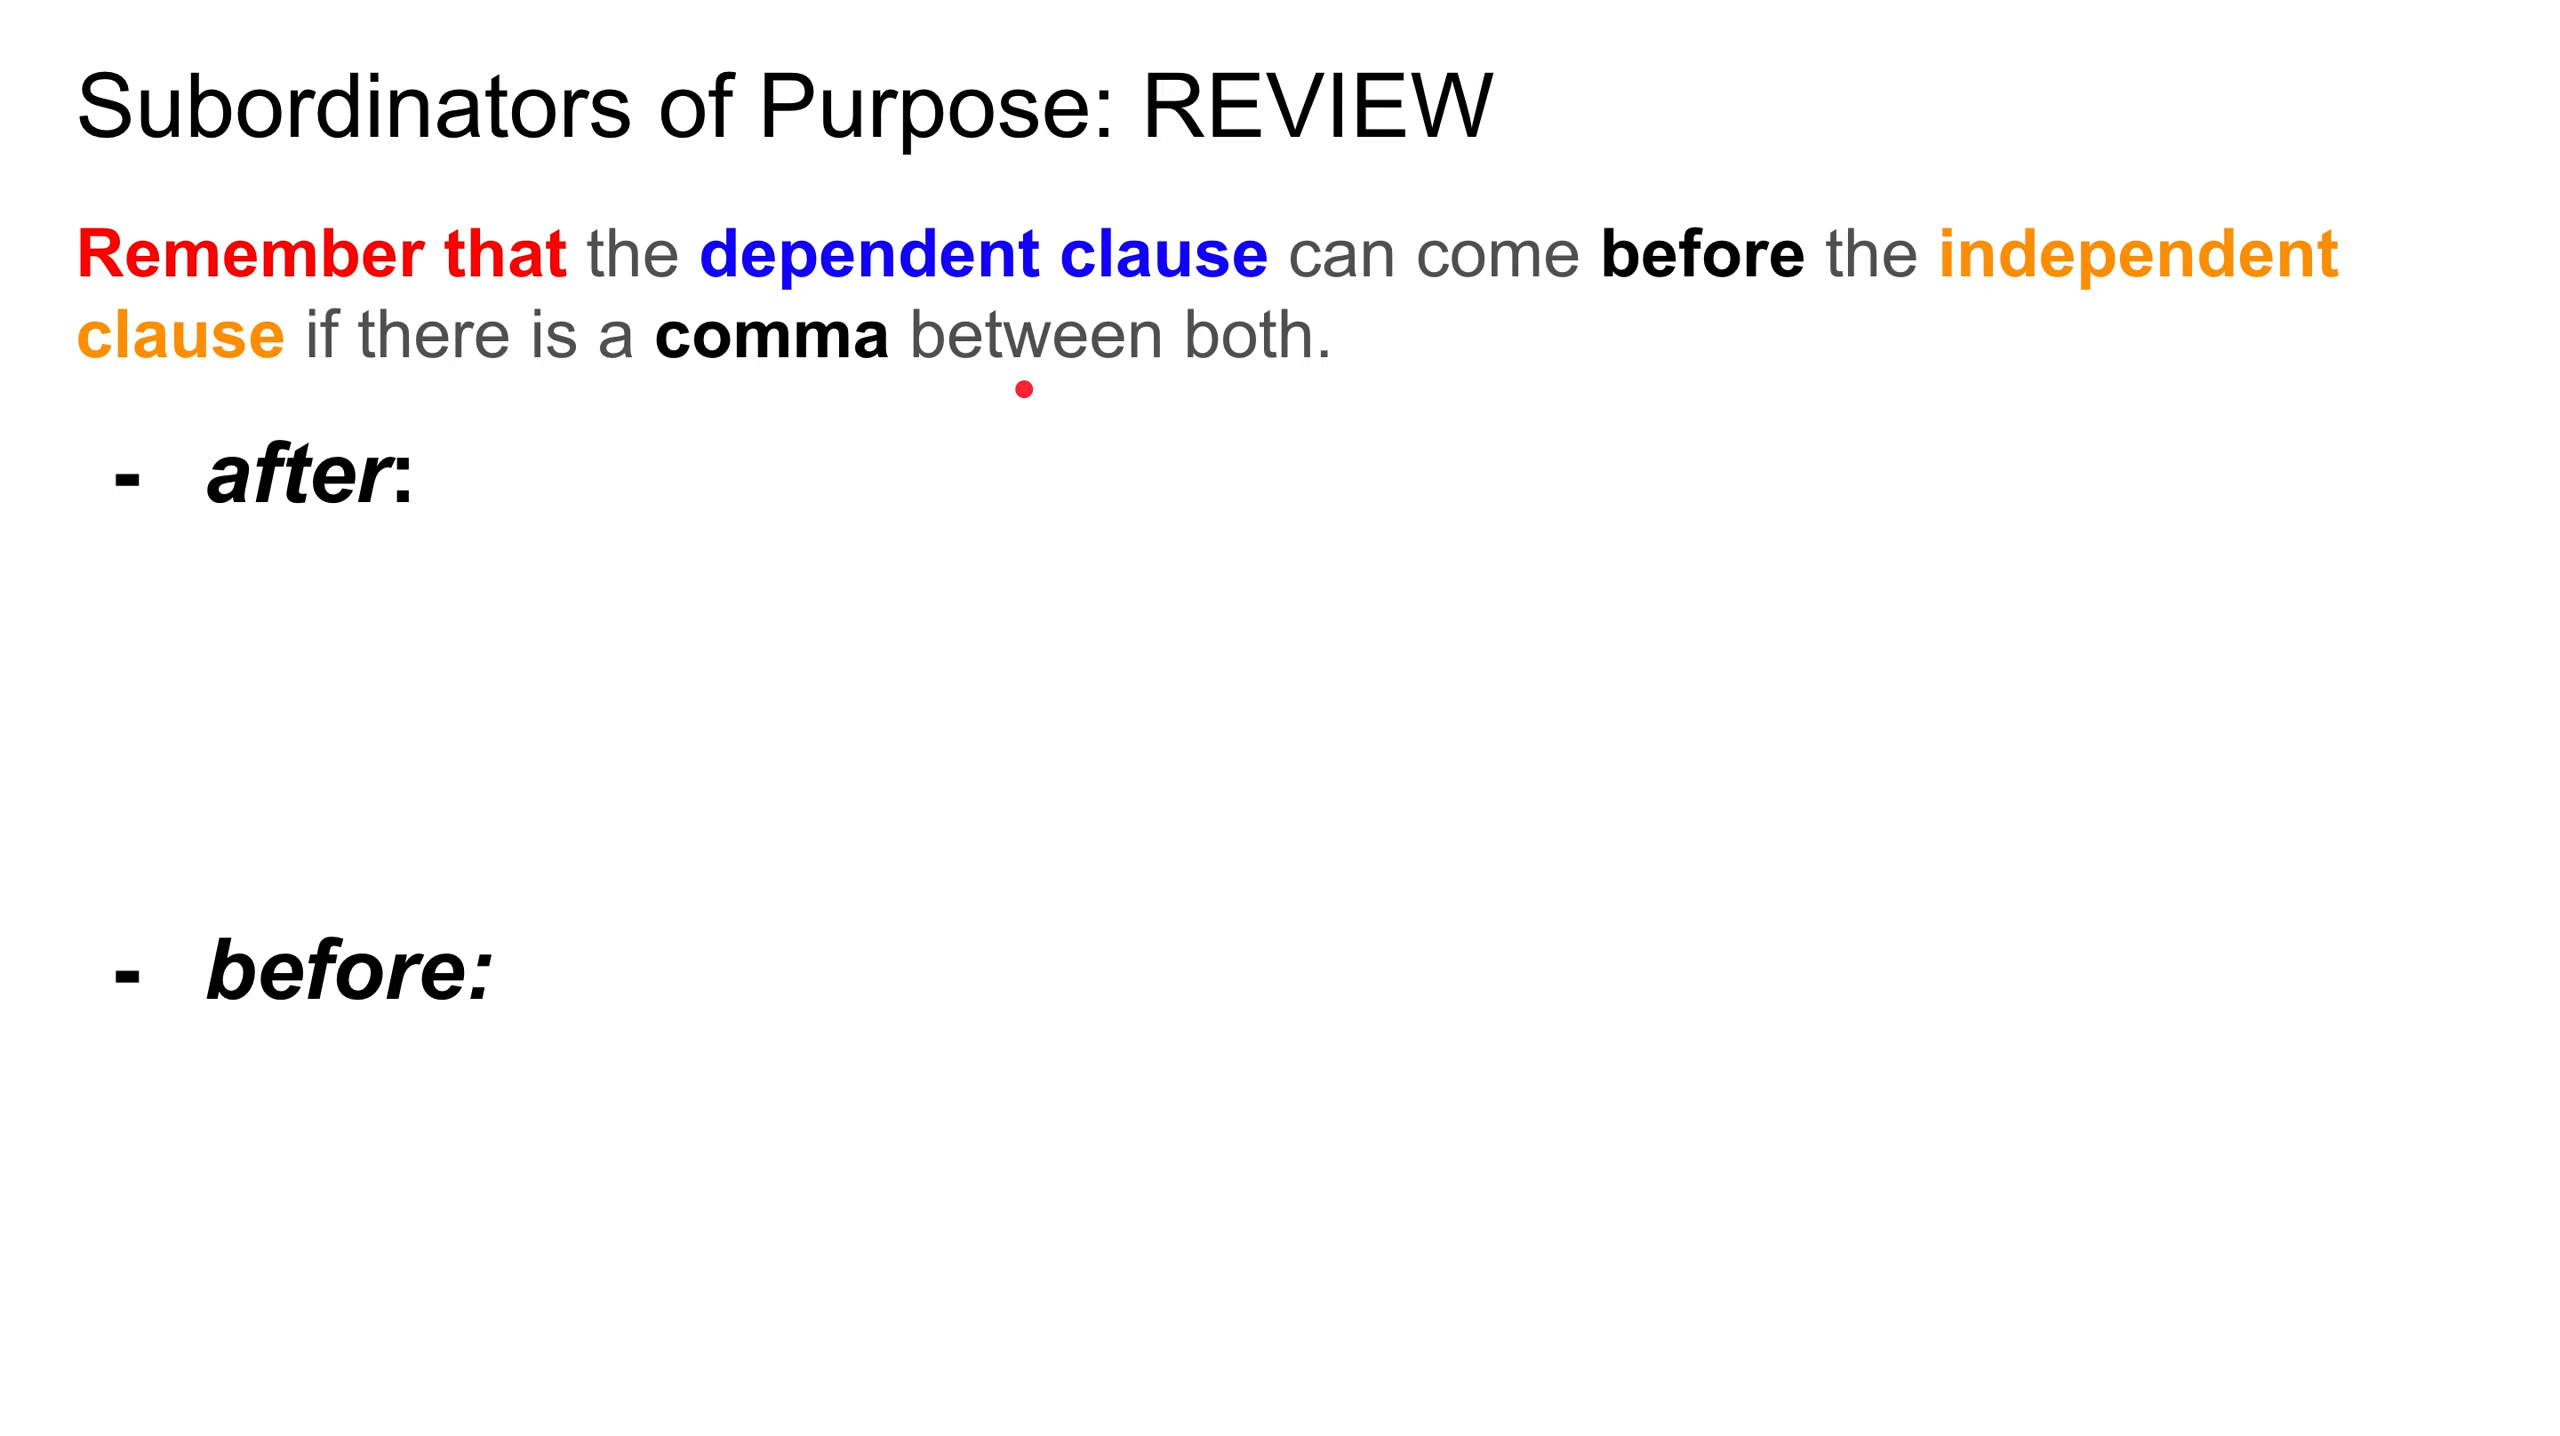 Subordinators of Purpose: REVIEW
Remember that the dependent clause can come before the independent
clause if there is a comma between both.
- after:
- before: